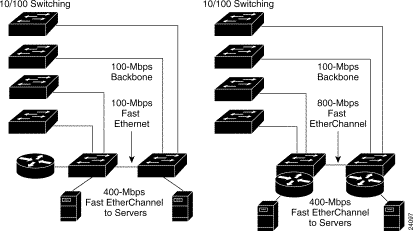 10/100 Switching
100-Mbps
Backbone
100-Mbps
Fast
Ethernet
400-Mbps
Fast EtherChannel
to Servers
10/100 Switching
100-Mbps
Backbone
800-Mbps
Fast
EtherChannel
400-Mbps
Fast EtherChannel
to Servers
24097